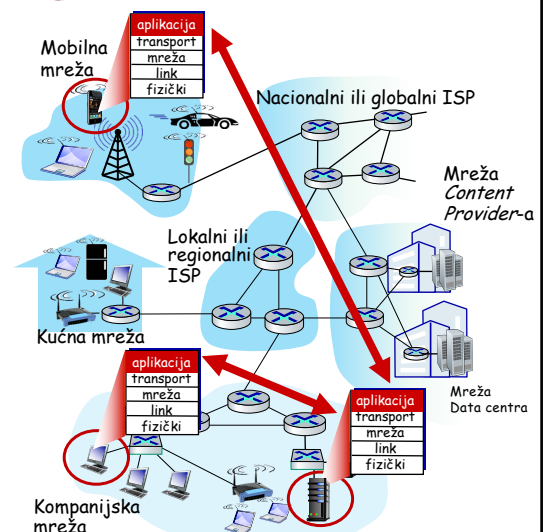 aplikacija
transport
mreža
link
fizički
Mobilna
mreža
Nacionalni ili globalni ISP
Mreža
Content
Provider-a
Lokalni ili
regionalni
ISP
Kućna mreža
Mreža
Data centra
aplikacija
transport
mreža
link
fizički
aplikacija
transport
mreža
link
fizički
Kompanijska
mreža